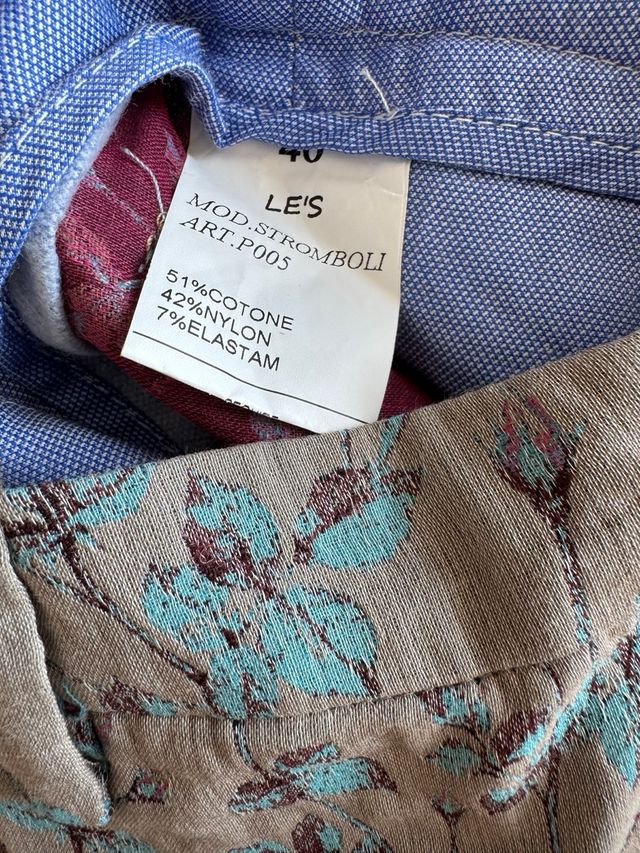 40
LE'S
MOD.STROMBOLI
ART.P005
51%COTONE
42%NYLON
7%ELASTAM